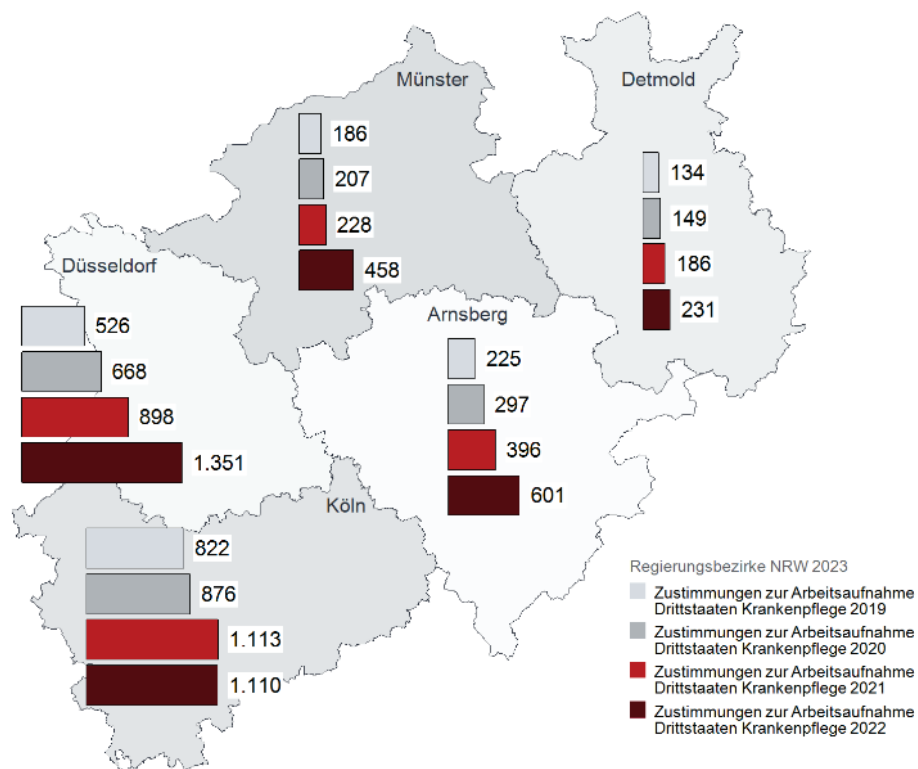 Münster
186
207
228
458
Detmold
134
149
186
231
Düsseldorf
526
668
898
1.351
Arnsberg
225
297
396
601
Köln
822
876
1.113
1.110
Regierungsbezirke NRW 2023
Zustimmungen zur Arbeitsaufnahme
Drittstaaten Krankenpflege 2019
Zustimmungen zur Arbeitsaufnahme
Drittstaaten Krankenpflege 2020
Zustimmungen zur Arbeitsaufnahme
Drittstaaten Krankenpflege 2021
Zustimmungen zur Arbeitsaufnahme
Drittstaaten Krankenpflege 2022